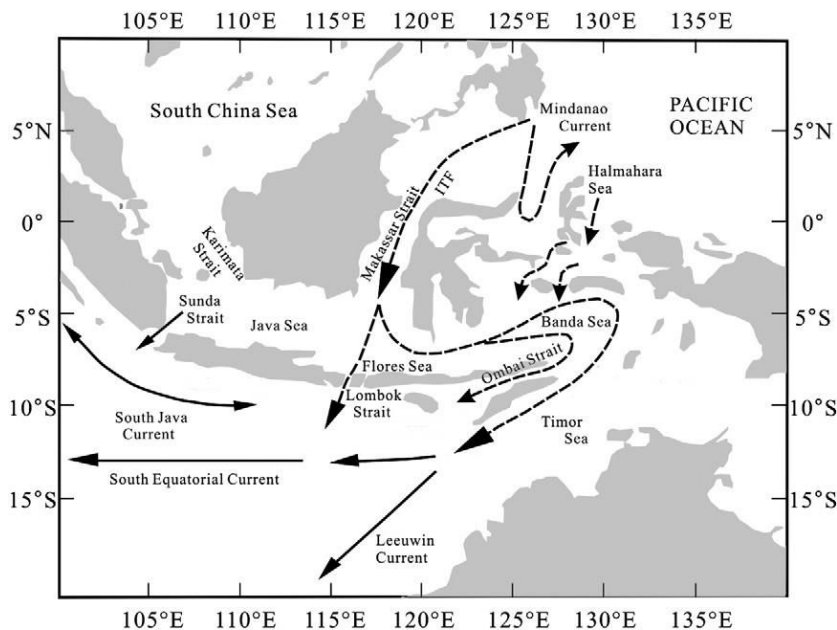 105°E 110°E 115°E 120°E 125°E 130°E 135°E
South China Sea
Mindanao
Current
PACIFIC
OCEAN
5°N
5°N
Halmahara
Sea
ITF
Makassar Strait
0°
0°
Karimata
Strait
Sunda
Strait
5°S
5°S
Java Sea
Banda Sea
Flores Sea
Ombai Strait
Lombok
Strait
10°S
10°S
South Java
Current
Timor
Sea
South Equatorial Current
15°S
15°S
Leeuwin
Current
105°E 110°E 115°E 120°E 125°E 130°E 135°E